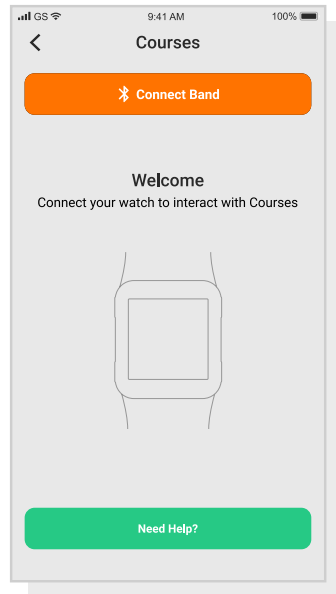 GS 9:41 AM 100%
Courses
Connect Band
Welcome
Connect your watch to interact with Courses
Need Help?